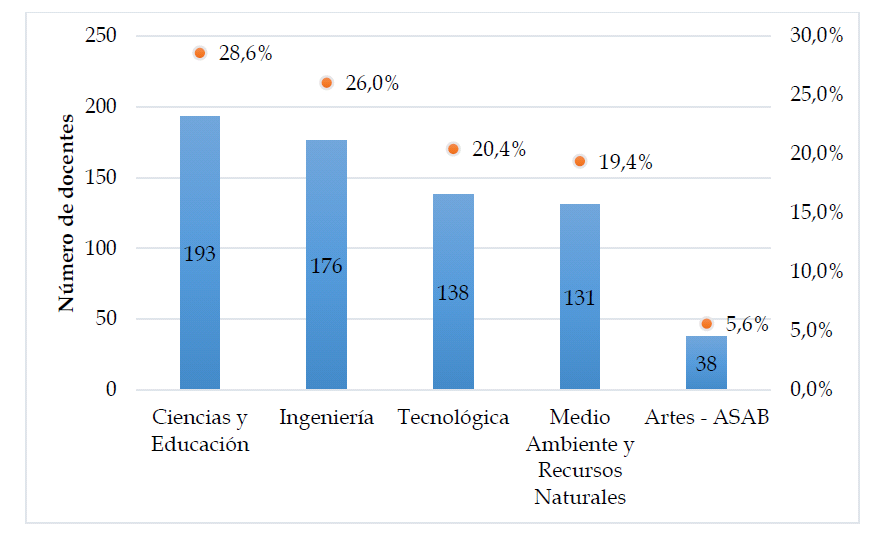 250
200
150
100
50
0
Número de docentes
30,0%
25,0%
20,0%
15,0%
10,0%
5,0%
0,0%
28,6%
26,0%
20,4%
19,4%
5,6%
193
176
138
131
38
Ciencias y
Educación
Ingeniería
Tecnológica
Medio
Ambiente y
Recursos
Naturales
Artes - ASAB